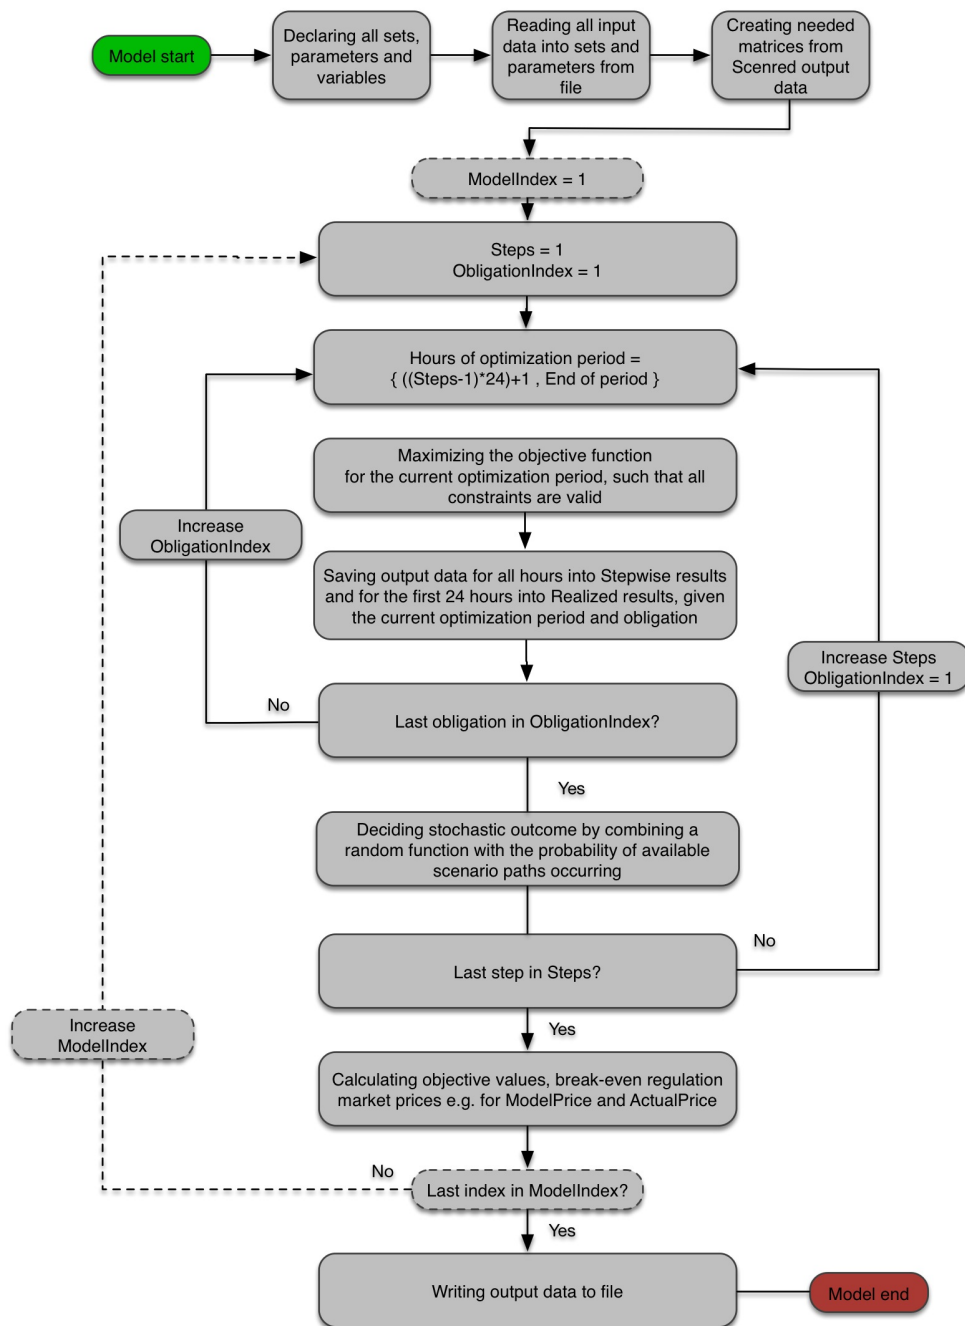 Model start
Declaring all sets,
parameters and
variables
Reading all input
data into sets and
parameters from
file
Creating needed
matrices from
Scenred output
data
ModelIndex = 1
Steps = 1
ObligationIndex = 1
Hours of optimization period =
{ ((Steps-1)*24)+1 , End of period }
Maximizing the objective function
for the current optimization period, such that all
constraints are valid
Increase
ObligationIndex
Saving output data for all hours into Stepwise results
and for the first 24 hours into Realized results, given
the current optimization period and obligation
Increase Steps
ObligationIndex = 1
No
Last obligation in ObligationIndex?
Yes
Deciding stochastic outcome by combining a
random function with the probability of available
scenario paths occurring
No
Last step in Steps?
Increase
ModelIndex
Yes
Calculating objective values, break-even regulation
market prices e.g. for ModelPrice and ActualPrice
No
Last index in ModelIndex?
Yes
Writing output data to file
Model end